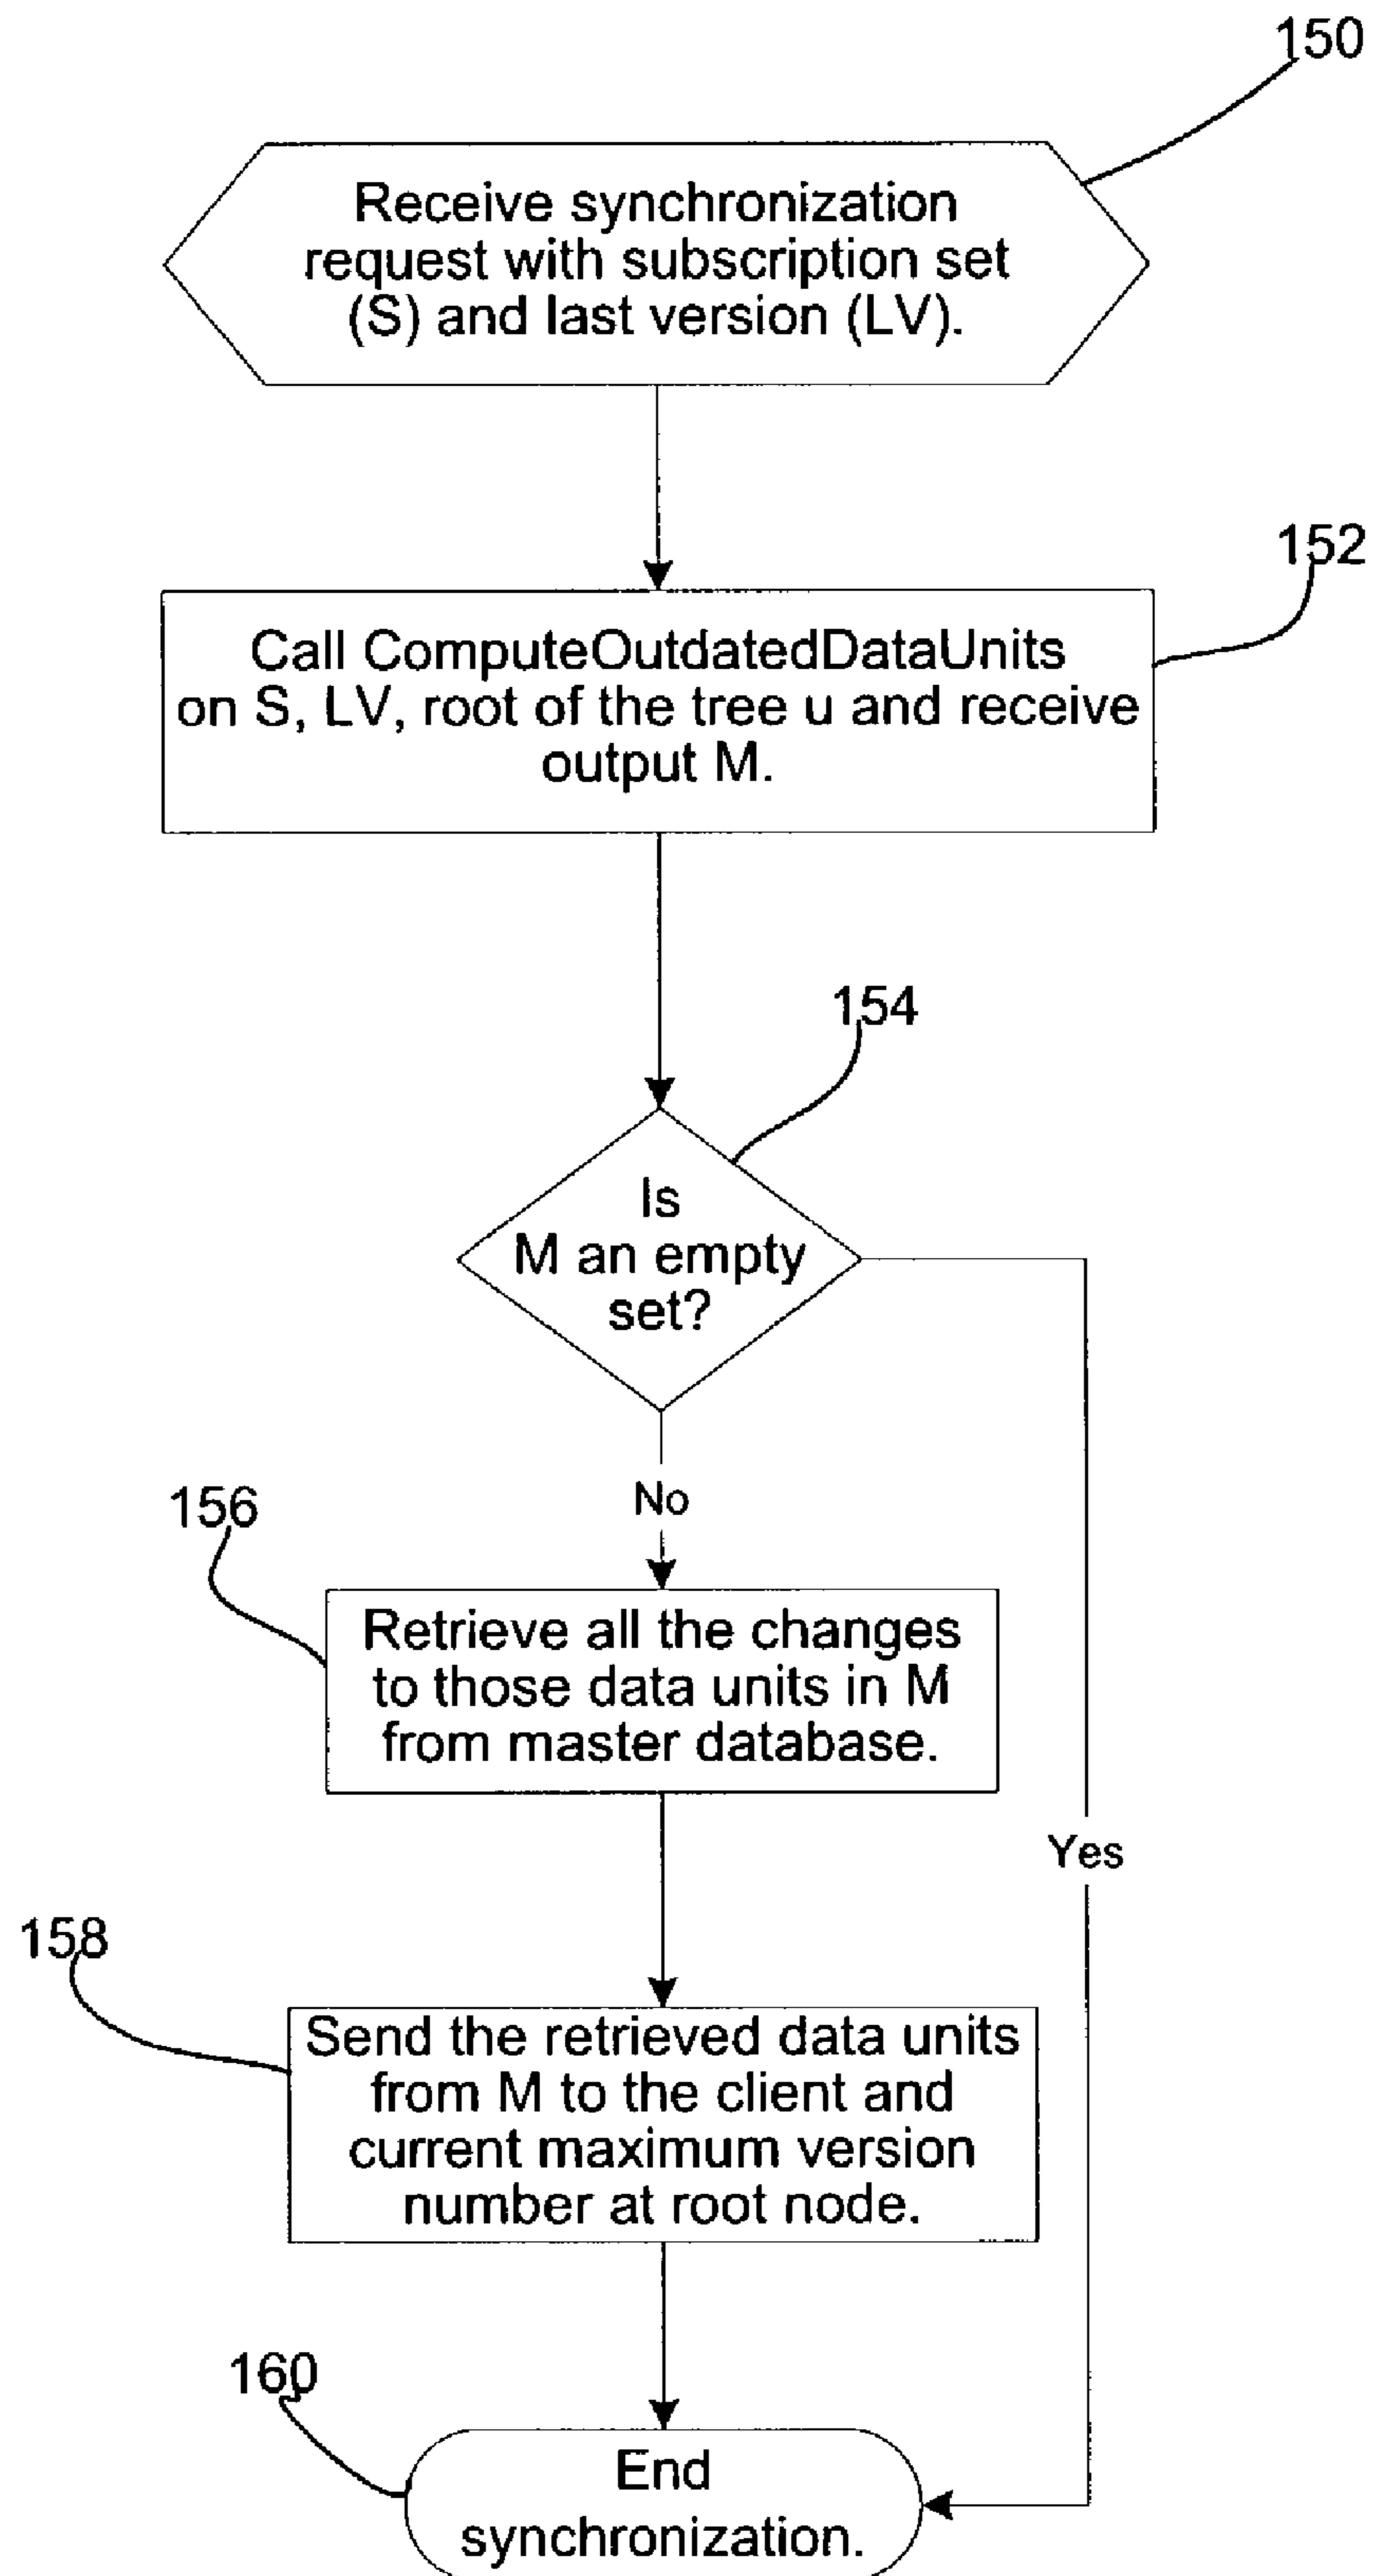 150
Receive synchronization
request with subscription set
(S) and last version (LV).
152
Call ComputeOutdatedDataUnits
on S, LV, root of the tree u and receive
output M.
154
Is
M an empty
set?
No
156
Retrieve all the changes
to those data units in M
from master database.
Yes
158
Send the retrieved data units
from M to the client and
current maximum version
number at root node.
160
End
synchronization.